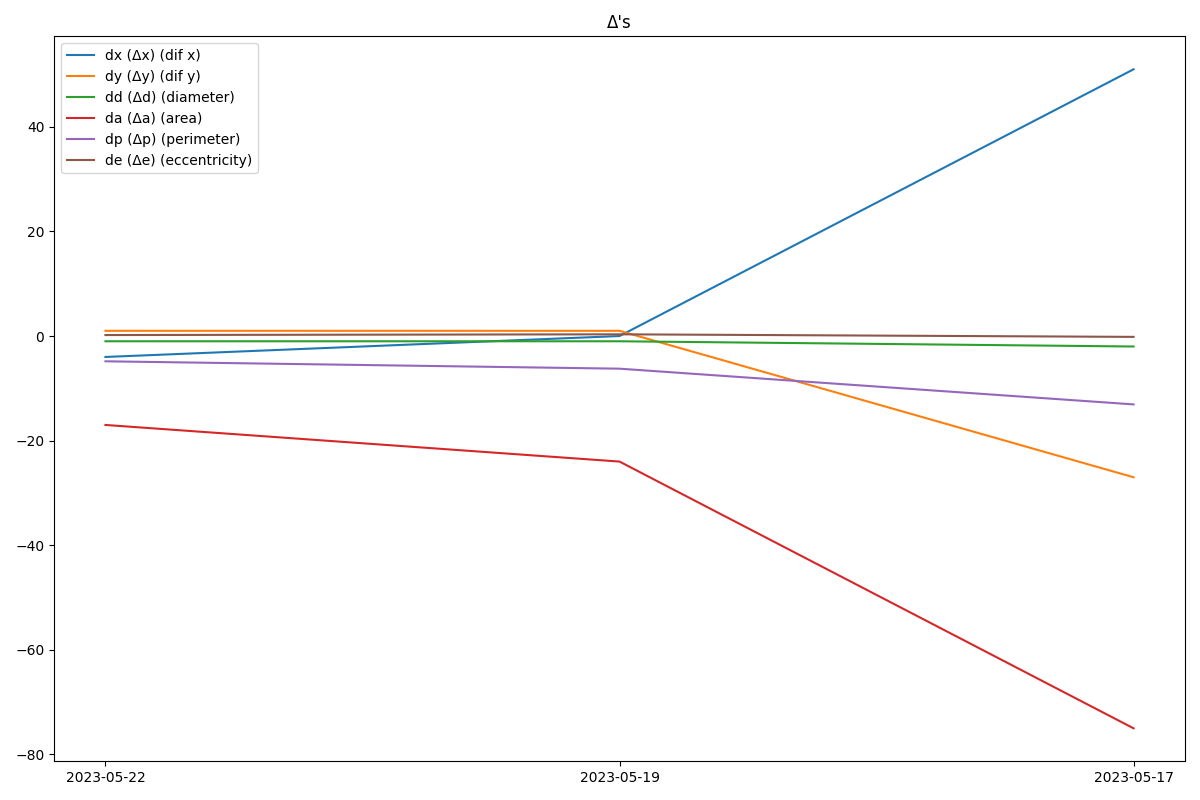 Δ's
dx (Δx) (dif x)
dy (Δy) (dif y)
dd (Δd) (diameter)
da (Δa) (area)
dp (Δp) (perimeter)
de (Δe) (eccentricity)
40
20
0
−20
−40
−60
−80
2023-05-22 2023-05-19 2023-05-17